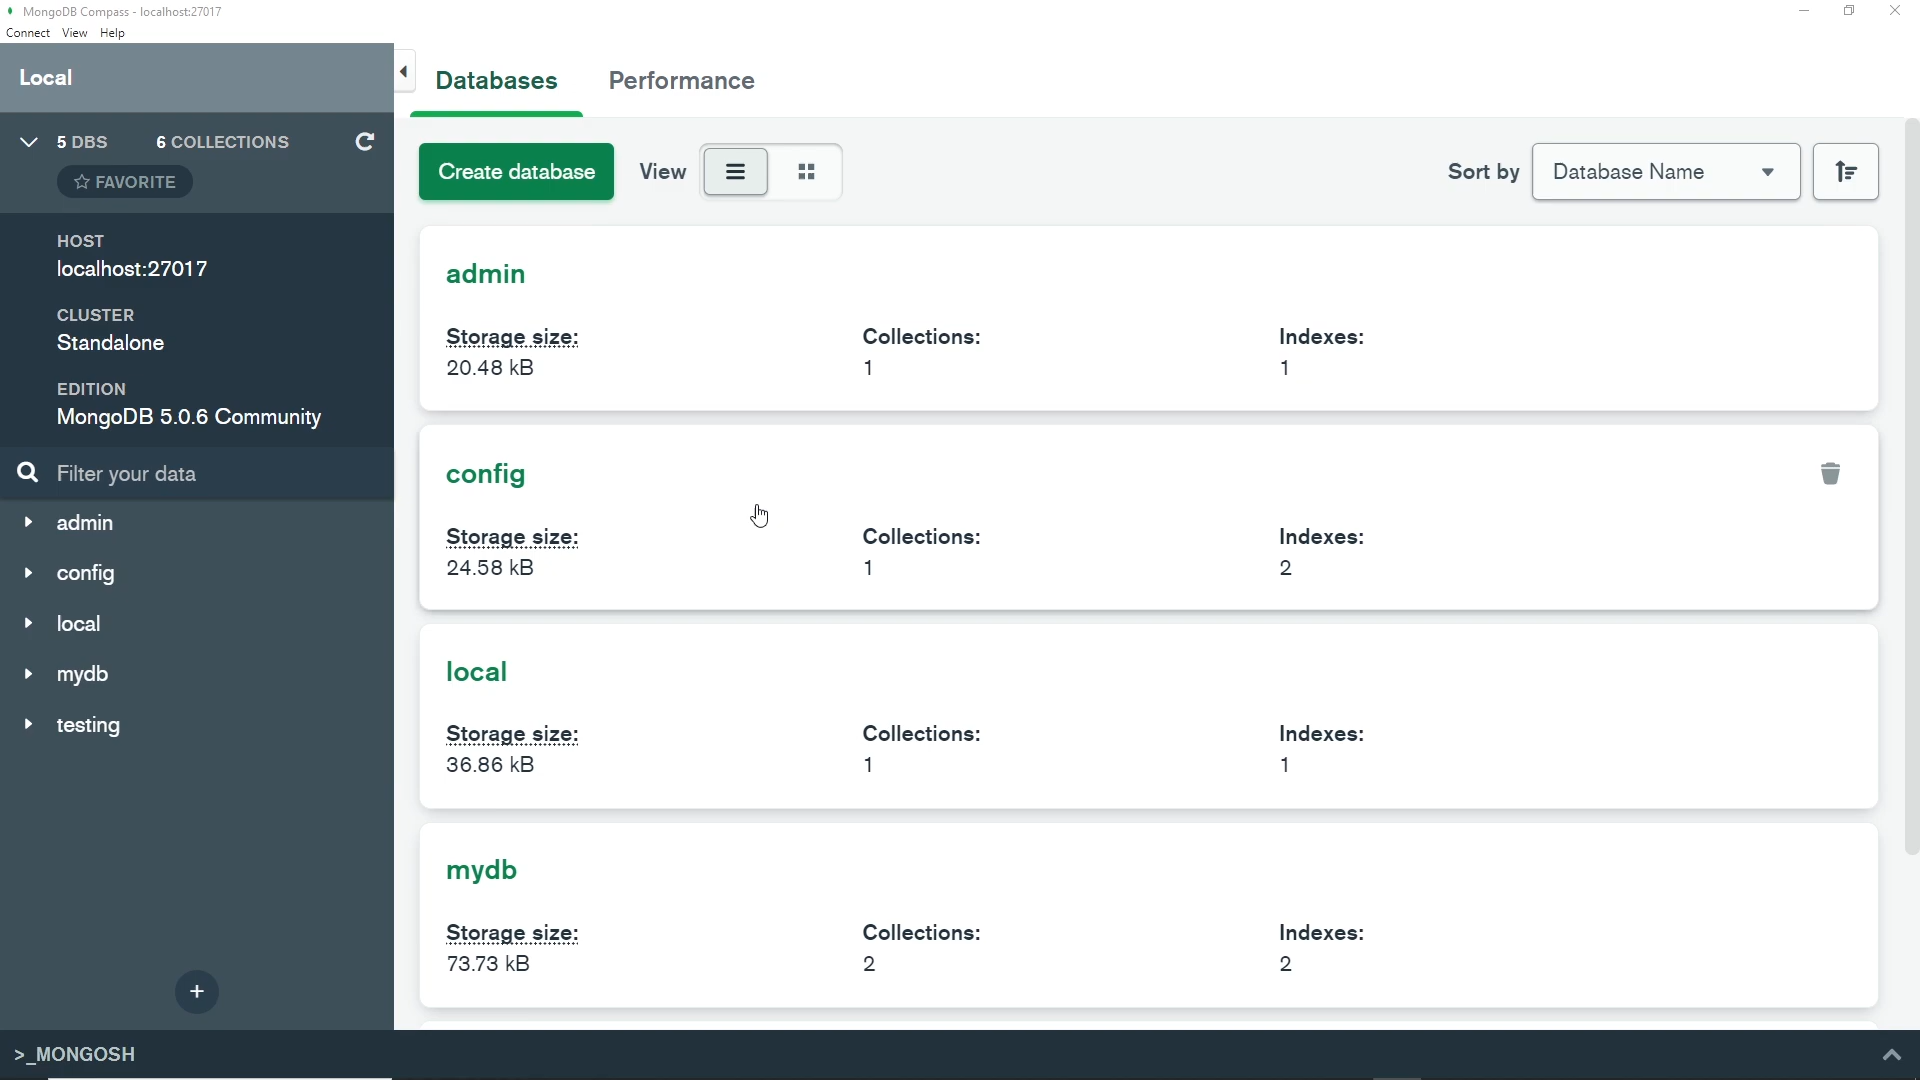 MongoDB Compass - localhost:27017
Connect View Help
Local
5 DBS 6 COLLECTIONS
FAVORITE
HOST
localhost:27017
CLUSTER
Standalone
EDITION
MongoDB 5.0.6 Community
Filter your data
admin
config
local
mydb
testing
Databases Performance
Create database View Sort by Database Name
admin
Storage size: Collections: Indexes:
20.48 kB 1 1
config
Storage size: Collections: Indexes:
24.58 kB 1 2
local
Storage size: Collections: Indexes:
36.86 kB 1 1
mydb
Storage size: Collections: Indexes:
73.73 kB 2 2
>_MONGOSH